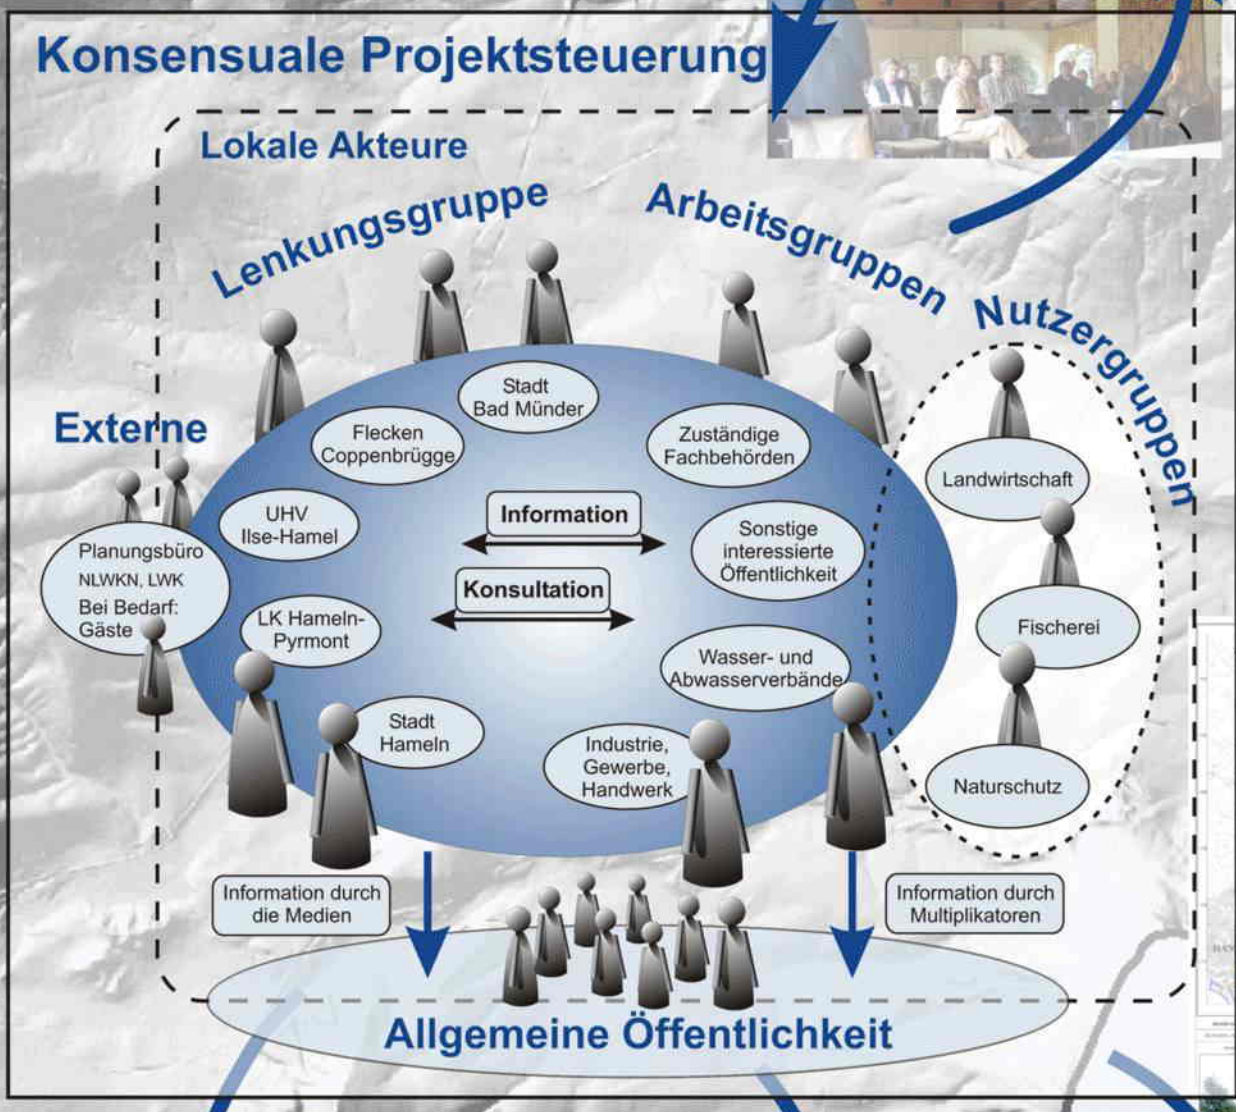 Konsensuale Projektsteuerung
Lokale Akteure
Lenkungsgruppe
Arbeitsgruppen
Nutzergruppen
Externe
Stadt
Bad Münder
Flecken
Coppenbrügge
UHV
Ilse-Hamel
LK Hameln-
Pyrmont
Stadt
Hameln
Planungsbüro
NLWKN, LWK
Bei Bedarf:
Gäste
Information
Konsultation
Zuständige
Fachbehörden
Sonstige
interessierte
Öffentlichkeit
Wasser- und
Abwasserverbände
Industrie,
Gewerbe,
Handwerk
Landwirtschaft
Fischerei
Naturschutz
Information durch
die Medien
Information durch
Multiplikatoren
Allgemeine Öffentlichkeit